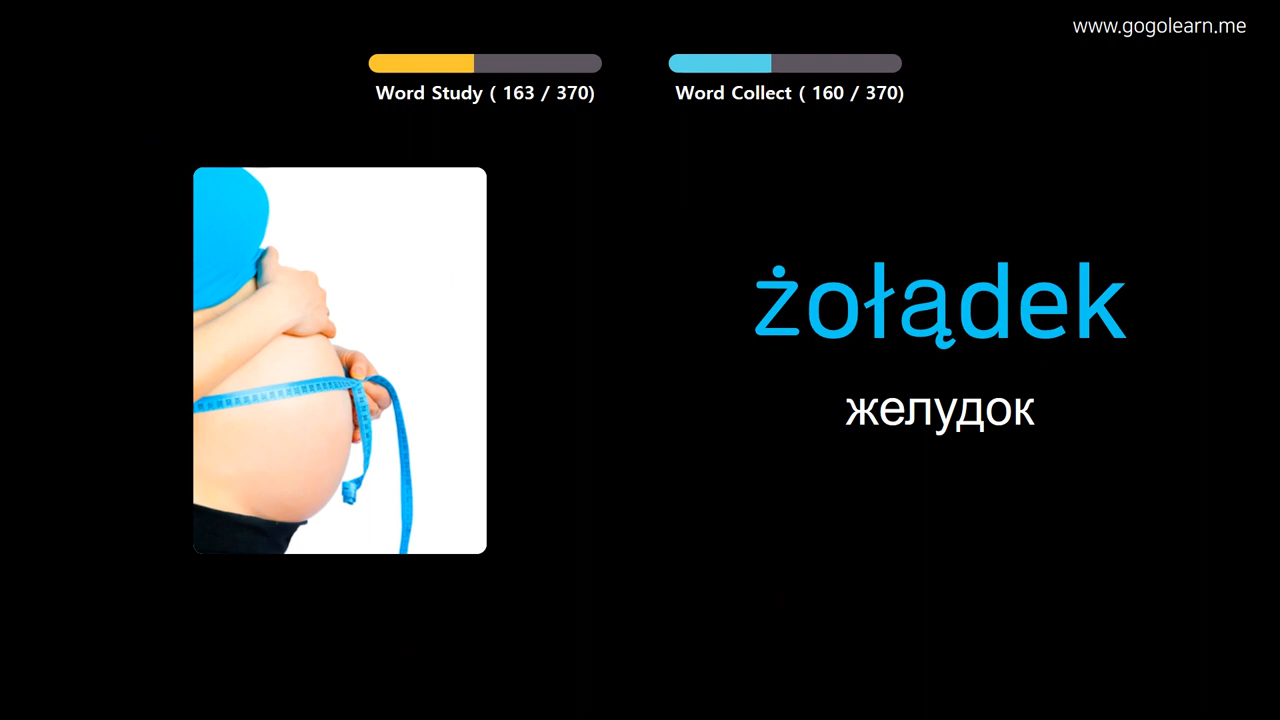 www.gogolearn.me
Word Study ( 163 / 370)
Word Collect ( 160 / 370)
żołądek
желудок